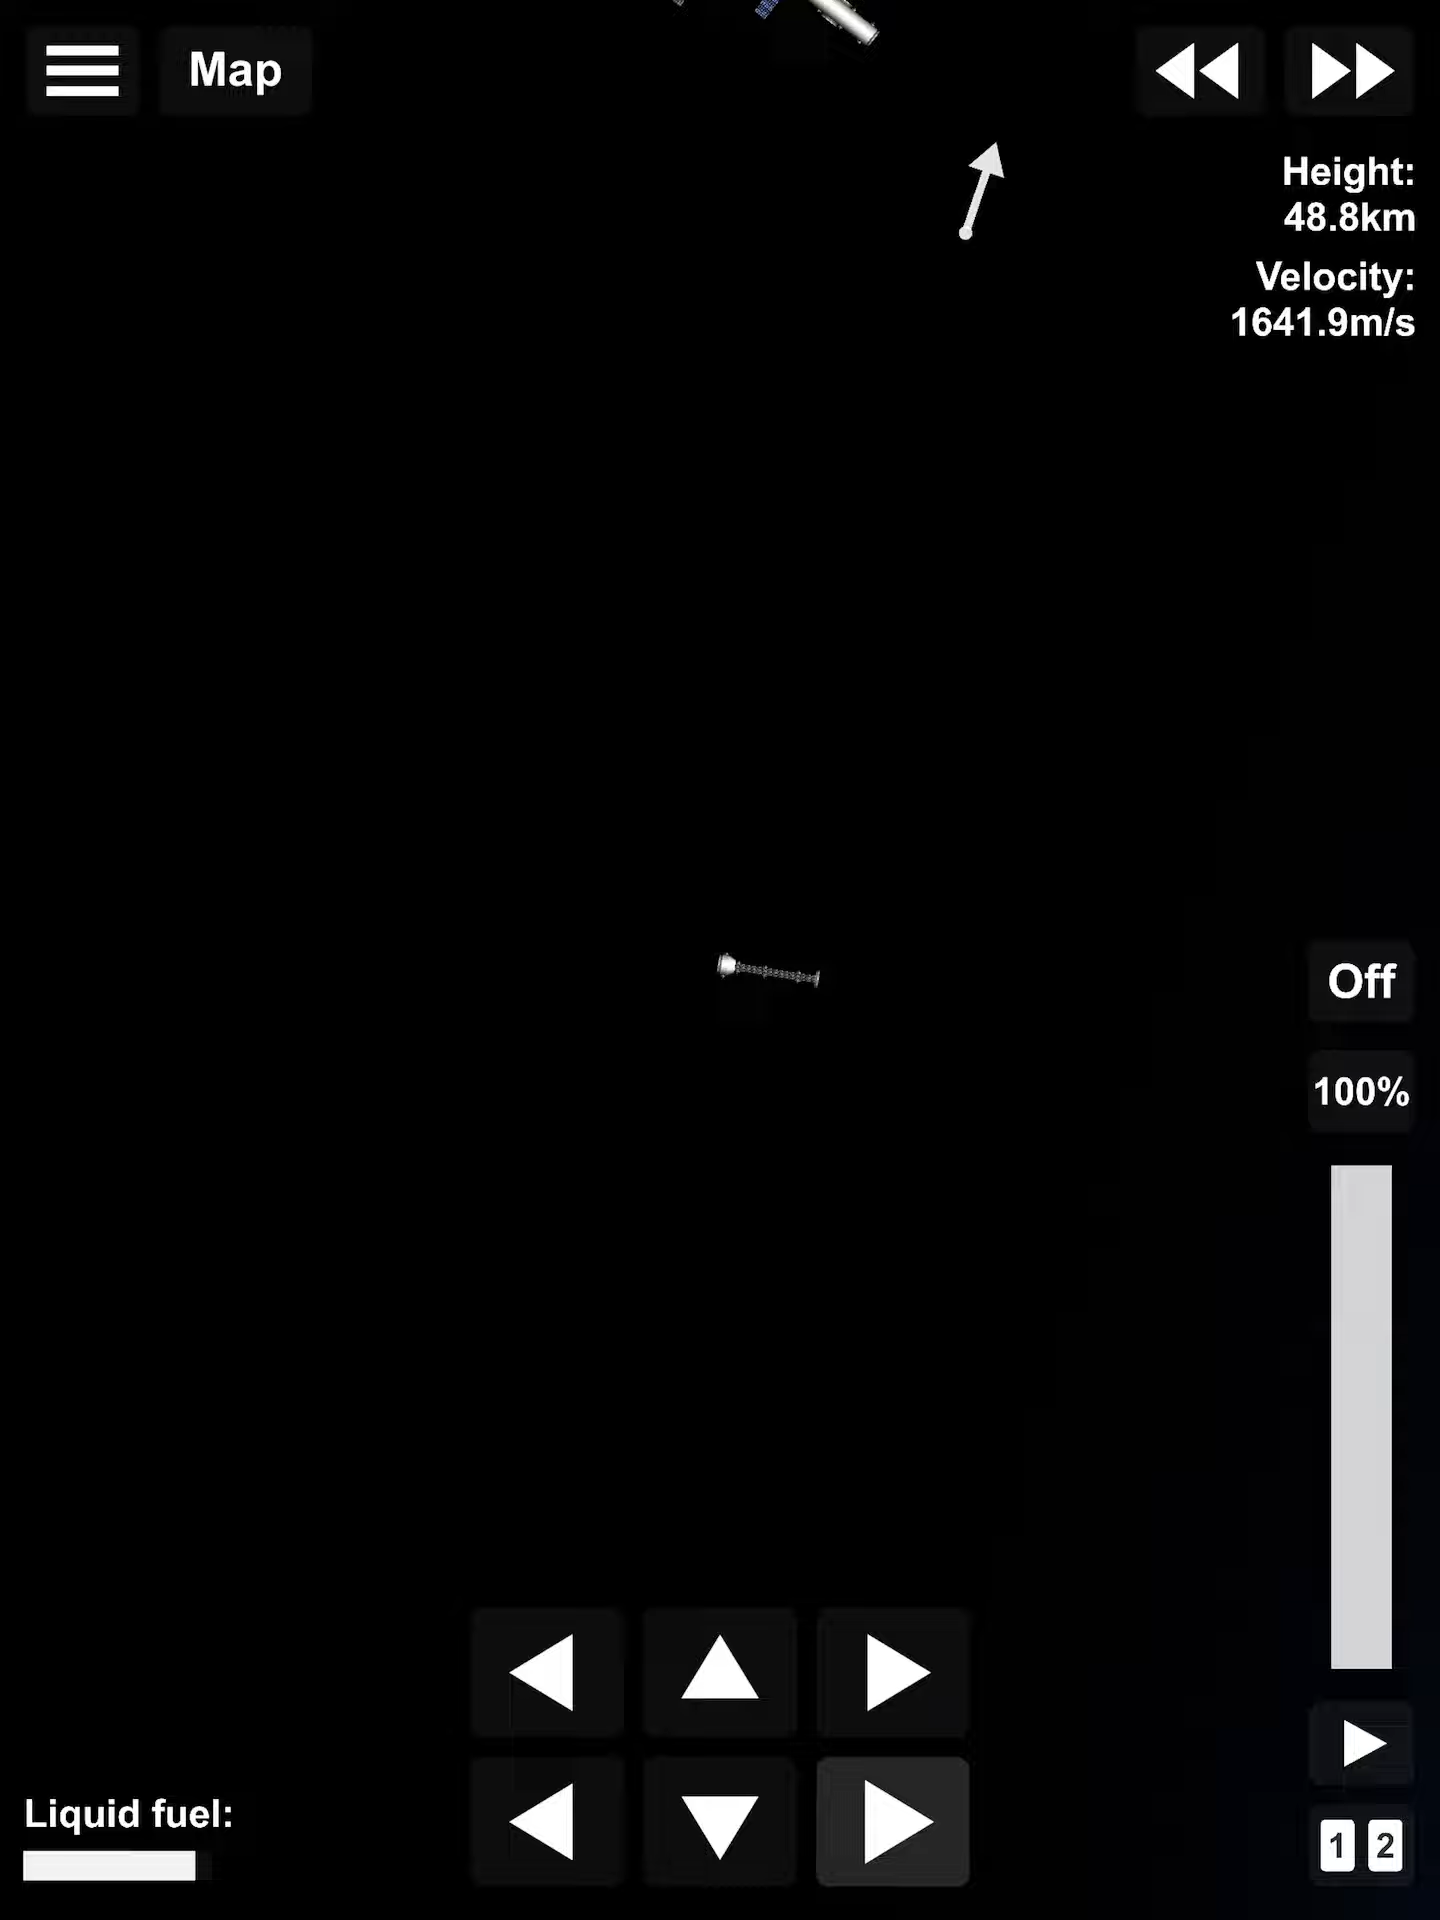 Map
Height:
48.8km
Velocity:
1641.9m/s
Off
100%
Liquid fuel:
1 2